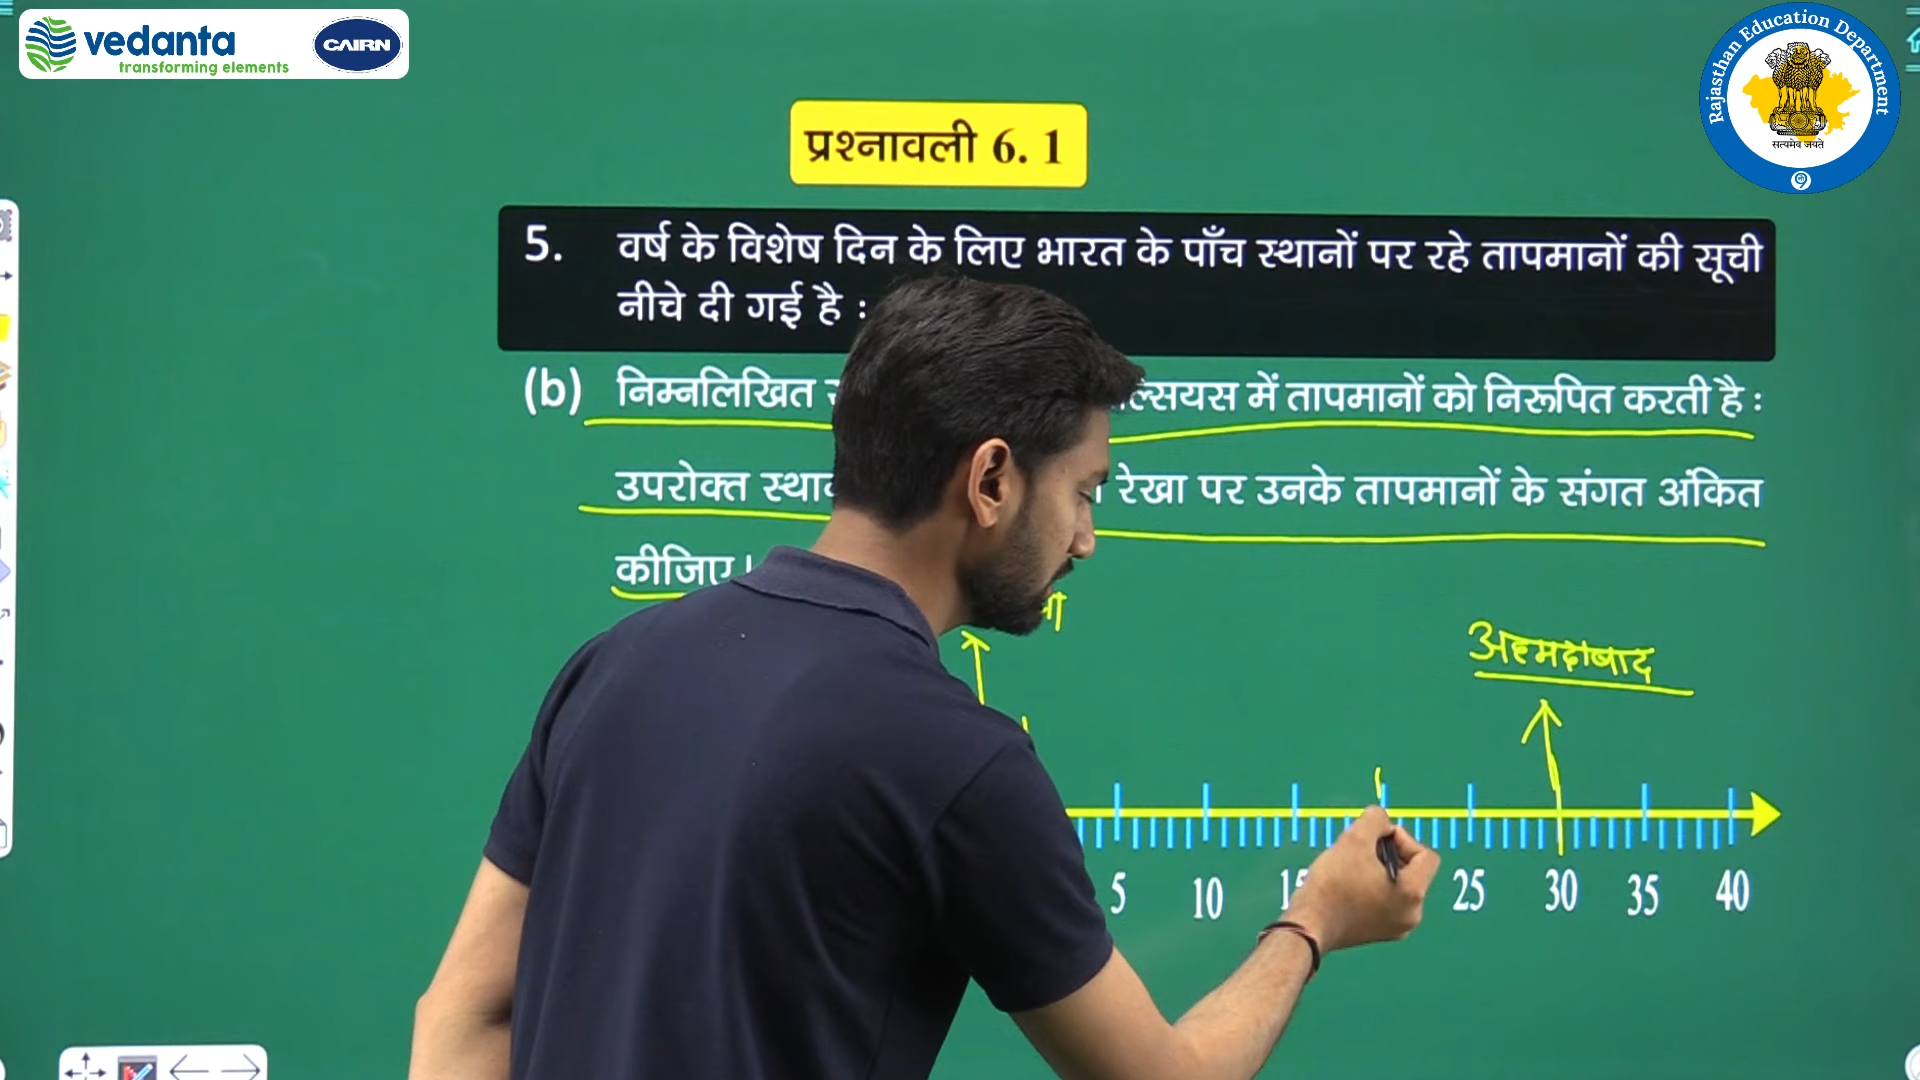 vedanta
transforming elements
CAIRN
Rajasthan Education Department
सत्यमेव जयते
प्रश्नावली 6. 1
5. वर्ष के विशेष दिन के लिए भारत के पाँच स्थानों पर रहे तापमानों की सूची
नीचे दी गई है :
(b) निम्नलिखित में तापमानों को निरूपित करती है :
उपरोक्त रेखा पर उनके तापमानों के संगत अंकित
कीजिए।
अहमदाबाद
5 10 25 30 35 40